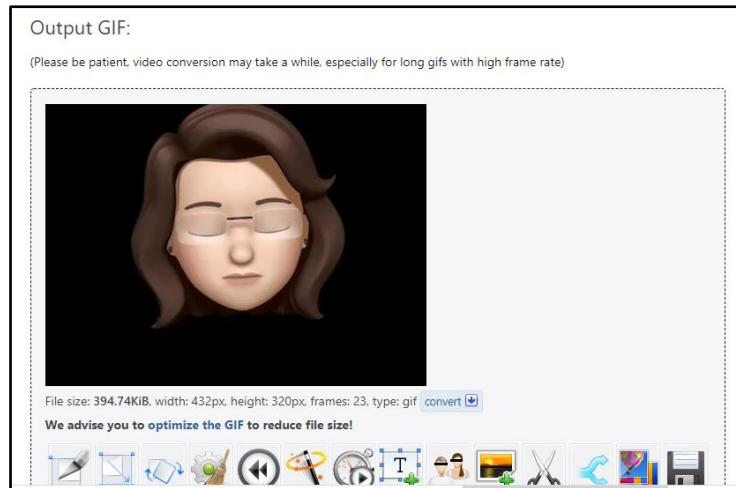 Output GIF:
(Please be patient, video conversion may take a while, especially for long gifs with high frame rate)
File size: 394.74KiB, width: 432px, height: 320px, frames: 23, type: gif convert
We advise you to optimize the GIF to reduce file size!
T